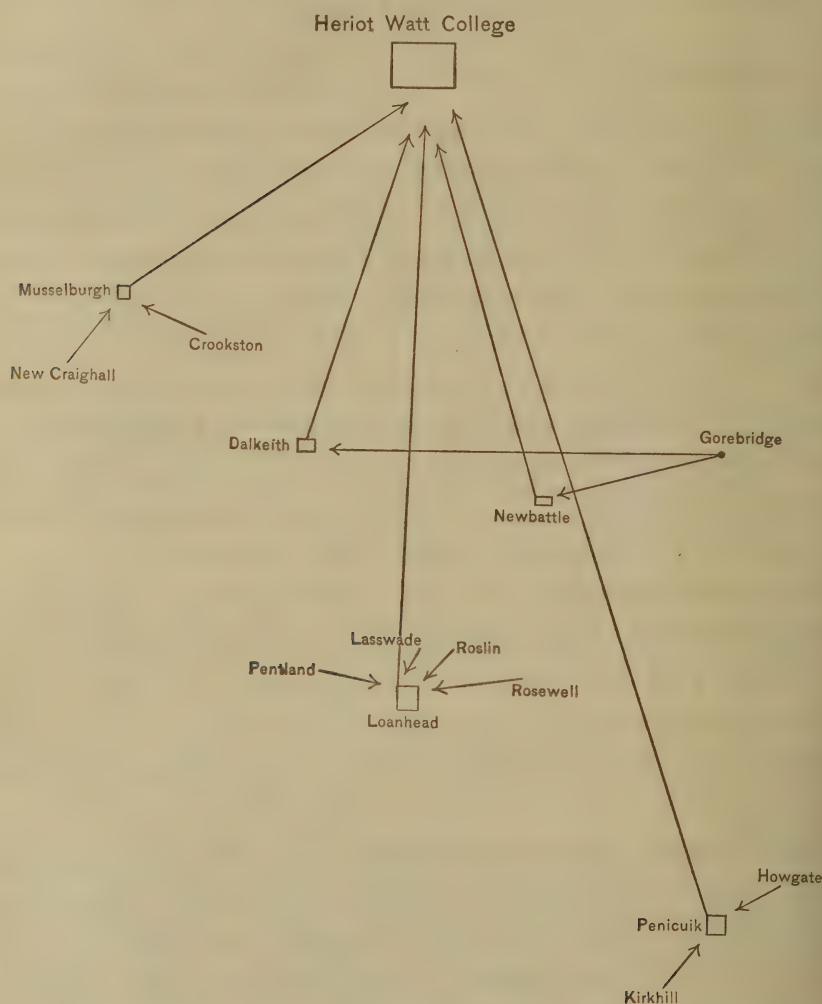 Heriot Watt College
Musselburgh
Crookston
New Craighall
Dalkeith
Gorebridge
Newbattle
Lasswade
Roslin
Pentland
Rosewell
Loanhead
Howgate
Penicuik
Kirkhill